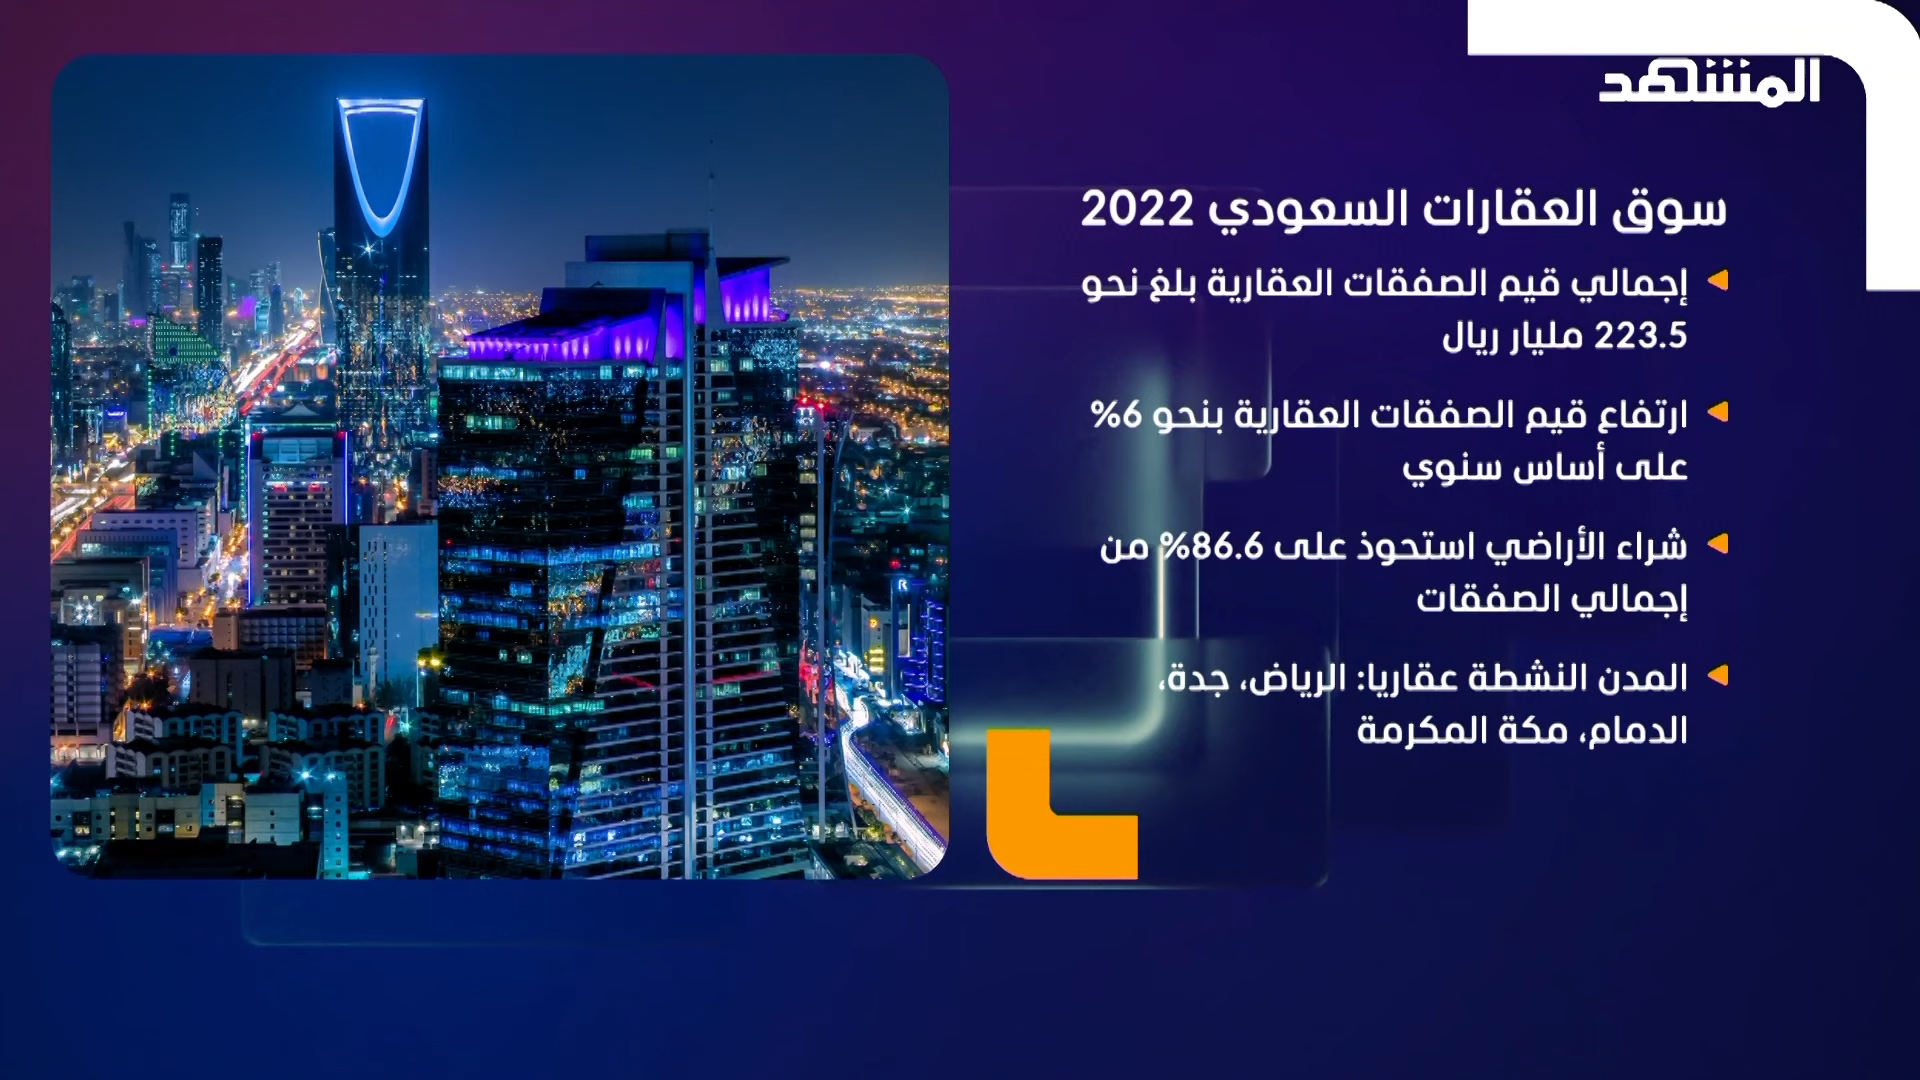 المشهد
سوق العقارات السعودي 2022
إجمالي قيم الصفقات العقارية بلغ نحو
223.5 مليار ريال
ارتفاع قيم الصفقات العقارية بنحو 6%
على أساس سنوي
شراء الأراضي استحوذ على 86.6% من
إجمالي الصفقات
المدن النشطة عقاريا: الرياض، جدة،
الدمام، مكة المكرمة